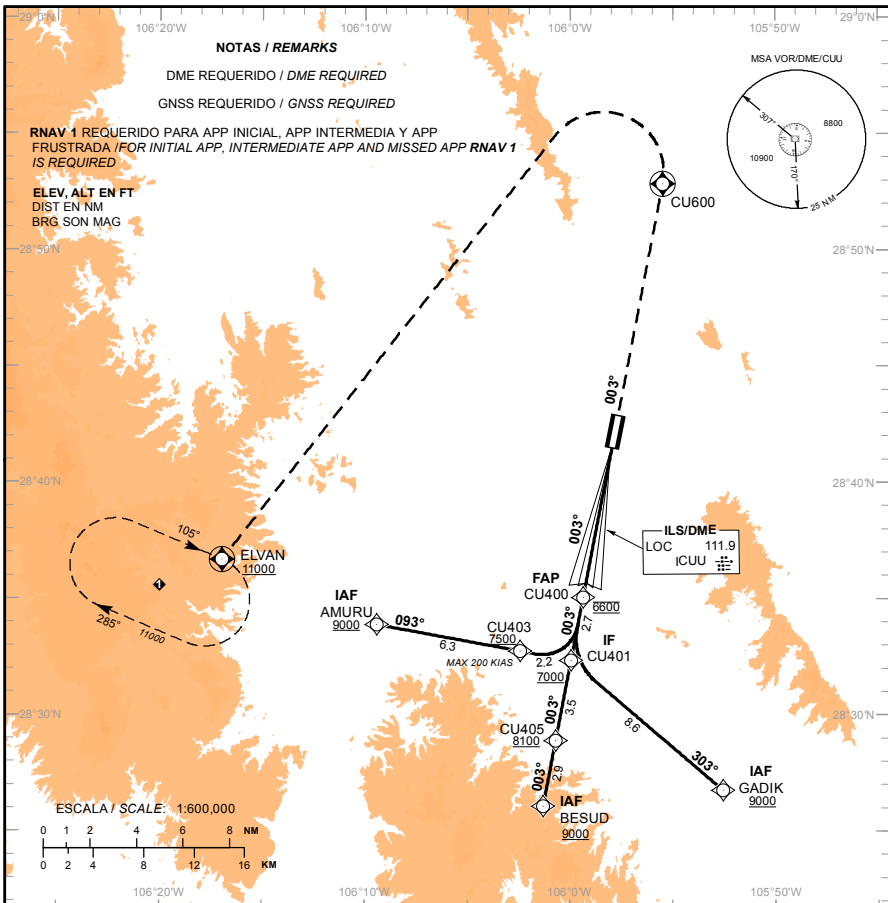 29°0'N
106°20'W
106°10'W
106°0'W
105°50'W
29°0'N
NOTAS / REMARKS
DME REQUERIDO / DME REQUIRED
GNSS REQUERIDO / GNSS REQUIRED
RNAV 1 REQUERIDO PARA APP INICIAL, APP INTERMEDIA Y APP
FRUSTRADA /FOR INITIAL APP, INTERMEDIATE APP AND MISSED APP RNAV 1
IS REQUIRED
ELEV, ALT EN FT
DIST EN NM
BRG SON MAG
MSA VOR/DME/CUU
307°
8800
10900
170°
25 NM
CU600
28°50'N
28°50'N
003°
28°40'N
28°40'N
003°
ILS/DME
LOC 111.9
ICUU
105°
ELVAN
11000
1
285°
11000
FAP
CU400
6600
IAF
AMURU
9000
093°
6.3
CU403
7500
MAX 200 KIAS
2.2
003°
2.7
IF
CU401
7000
28°30'N
28°30'N
003°
3.5
CU405
8100
8.6
303°
003°
2.9
IAF
BESUD
9000
IAF
GADIK
9000
ESCALA / SCALE: 1:600,000
0 1 2 4 6 8 NM
0 2 4 8 12 16 KM
106°20'W
106°10'W
106°0'W
105°50'W